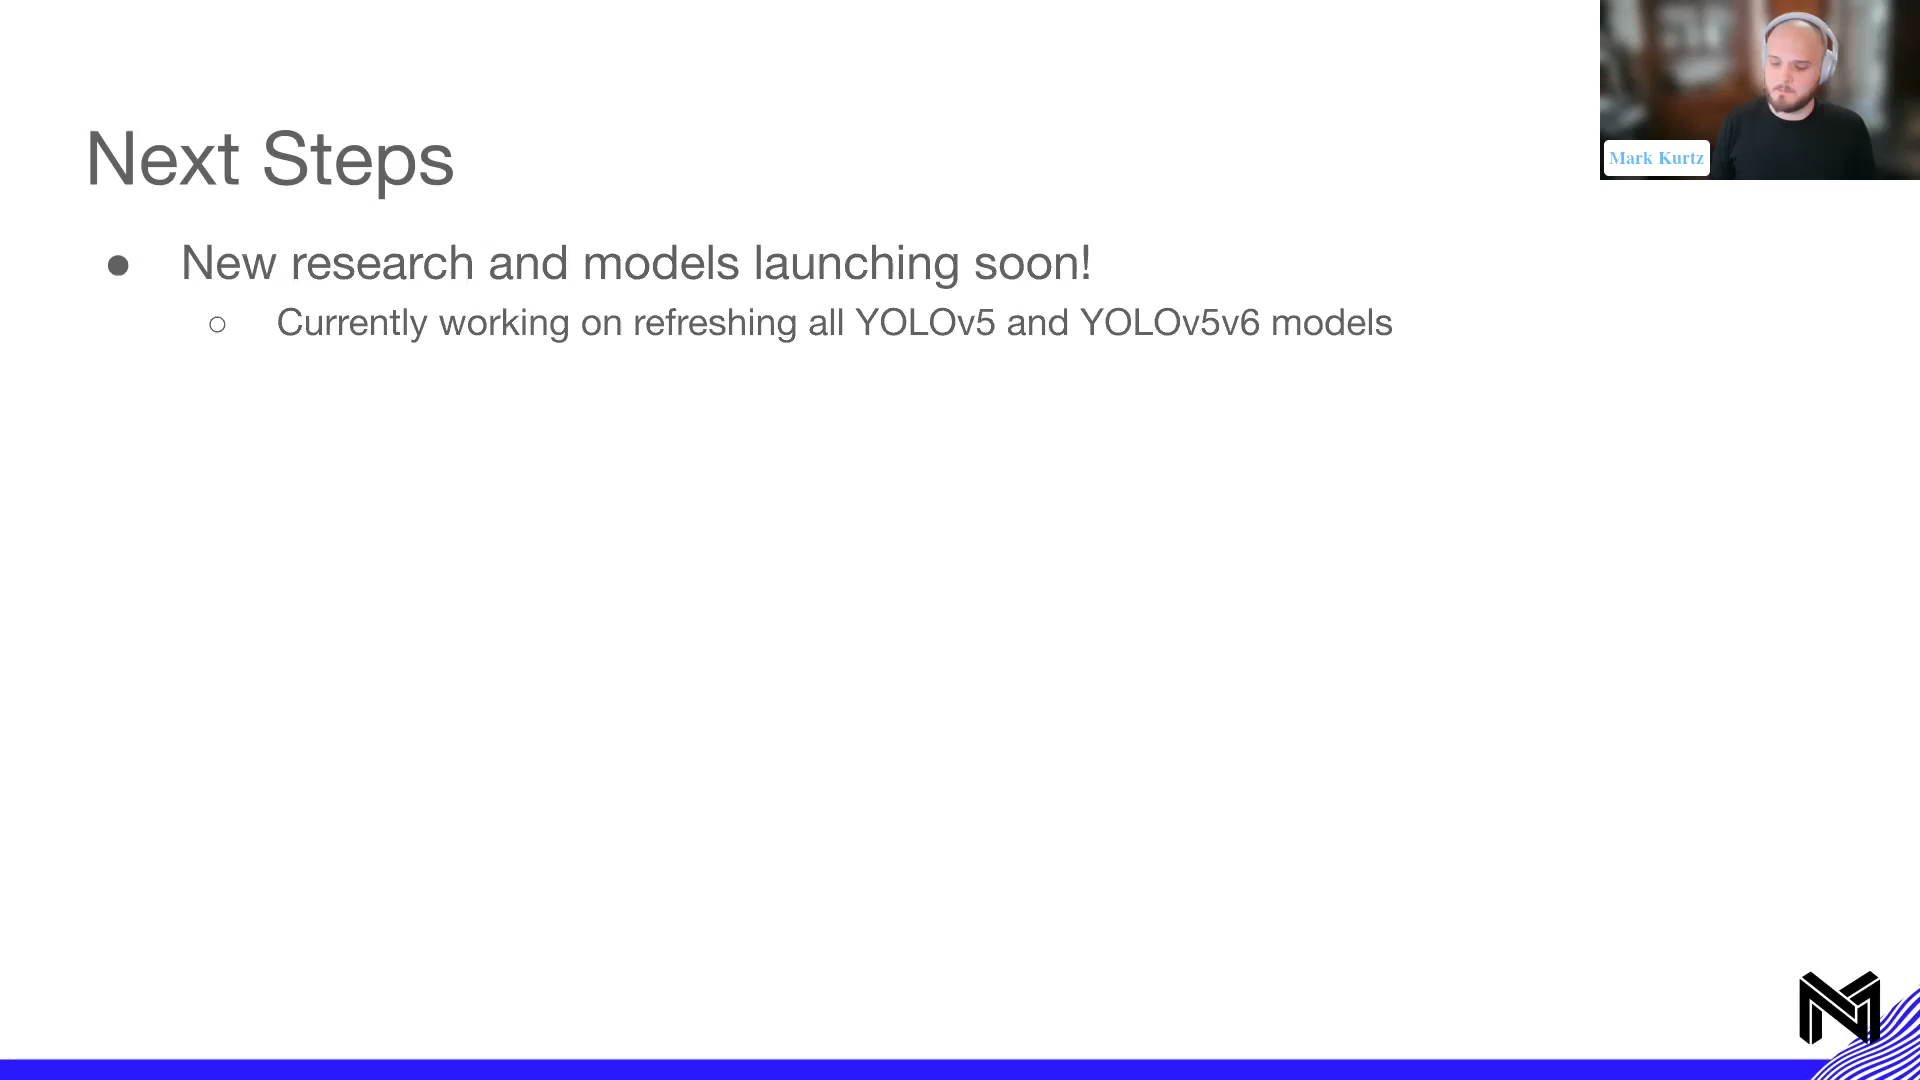 Mark Kurtz
Next Steps
● New research and models launching soon!
○ Currently working on refreshing all YOLOv5 and YOLOv5v6 models